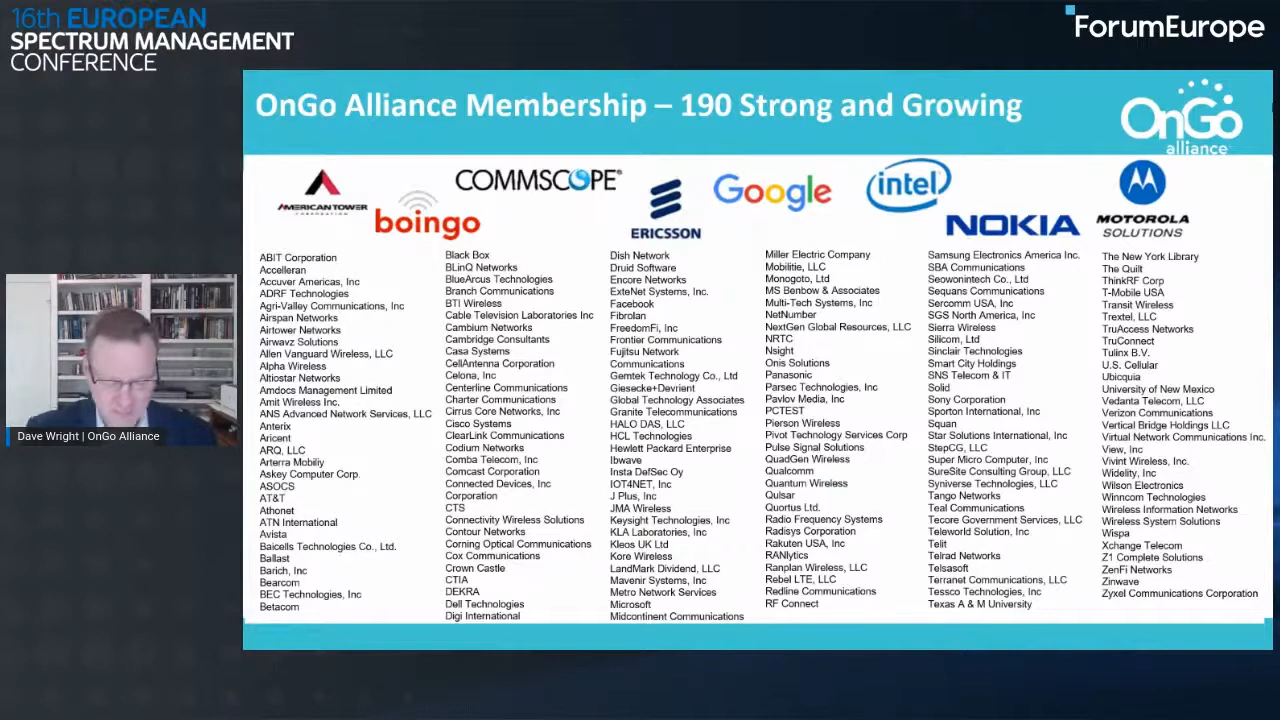 16th EUROPEAN
SPECTRUM MANAGEMENT
CONFERENCE
ForumEurope
OnGo Alliance Membership – 190 Strong and Growing
OnGo
alliance
AMERICAN TOWER
CORPORATION
boingo
COMMSCOPE®
ERICSSON
Google
intel
NOKIA
MOTOROLA
SOLUTIONS
ABIT Corporation
Accelleran
Accuver Americas, Inc
ADRF Technologies
Agri-Valley Communications, Inc
Airspan Networks
Airtower Networks
Airwavz Solutions
Allen Vanguard Wireless, LLC
Alpha Wireless
Altiostar Networks
Amdocs Management Limited
Amit Wireless Inc.
ANS Advanced Network Services, LLC
Anterix
Aricent
ARQ, LLC
Arterra Mobiliy
Askey Computer Corp.
ASOCS
AT&T
Athonet
ATN International
Avista
Baicells Technologies Co., Ltd.
Ballast
Barich, Inc
Bearcom
BEC Technologies, Inc
Betacom
Black Box
BLinQ Networks
BlueArcus Technologies
Branch Communications
BTI Wireless
Cable Television Laboratories Inc
Cambium Networks
Cambridge Consultants
Casa Systems
CellAntenna Corporation
Celona, Inc
Centerline Communications
Charter Communications
Cirrus Core Networks, Inc
Cisco Systems
ClearLink Communications
Codium Networks
Comba Telecom, Inc
Comcast Corporation
Connected Devices, Inc
Corporation
CTS
Connectivity Wireless Solutions
Contour Networks
Corning Optical Communications
Cox Communications
Crown Castle
CTIA
DEKRA
Dell Technologies
Digi International
Dish Network
Druid Software
Encore Networks
ExteNet Systems, Inc.
Facebook
Fibrolan
FreedomFi, Inc
Frontier Communications
Fujitsu Network
Communications
Gemtek Technology Co., Ltd
Giesecke+Devrient
Global Technology Associates
Granite Telecommunications
HALO DAS, LLC
HCL Technologies
Hewlett Packard Enterprise
Ibwave
Insta DefSec Oy
IOT4NET, Inc
J Plus, Inc
JMA Wireless
Keysight Technologies, Inc
KLA Laboratories, Inc
Kleos UK Ltd
Kore Wireless
LandMark Dividend, LLC
Mavenir Systems, Inc
Metro Network Services
Microsoft
Midcontinent Communications
Miller Electric Company
Mobilitie, LLC
Monogoto, Ltd
MS Benbow & Associates
Multi-Tech Systems, Inc
NetNumber
NextGen Global Resources, LLC
NRTC
Nsight
Onis Solutions
Panasonic
Parsec Technologies, Inc
Pavlov Media, Inc
PCTEST
Pierson Wireless
Pivot Technology Services Corp
Pulse Signal Solutions
QuadGen Wireless
Qualcomm
Quantum Wireless
Qulsar
Quortus Ltd.
Radio Frequency Systems
Radisys Corporation
Rakuten USA, Inc
RANlytics
Ranplan Wireless, LLC
Rebel LTE, LLC
Redline Communications
RF Connect
Samsung Electronics America Inc.
SBA Communications
Seowonintech Co., Ltd
Sequans Communications
Sercomm USA, Inc
SGS North America, Inc
Sierra Wireless
Silicom, Ltd
Sinclair Technologies
Smart City Holdings
SNS Telecom & IT
Solid
Sony Corporation
Sporton International, Inc
Squan
Star Solutions International, Inc
StepCG, LLC
Super Micro Computer, Inc
SureSite Consulting Group, LLC
Syniverse Technologies, LLC
Tango Networks
Teal Communications
Tecore Government Services, LLC
Teleworld Solution, Inc
Telit
Telrad Networks
Telsasoft
Terranet Communications, LLC
Tessco Technologies, Inc
Texas A & M University
The New York Library
The Quilt
ThinkRF Corp
T-Mobile USA
Transit Wireless
Trextel, LLC
TruAccess Networks
TruConnect
Tulinx B.V.
U.S. Cellular
Ubicquia
University of New Mexico
Vedanta Telecom, LLC
Verizon Communications
Vertical Bridge Holdings LLC
Virtual Network Communications Inc.
View, Inc
Vivint Wireless, Inc.
Widelity, Inc
Wilson Electronics
Winncom Technologies
Wireless Information Networks
Wireless System Solutions
Wispa
Xchange Telecom
Z1 Complete Solutions
ZenFi Networks
Zinwave
Zyxel Communications Corporation
Dave Wright | OnGo Alliance